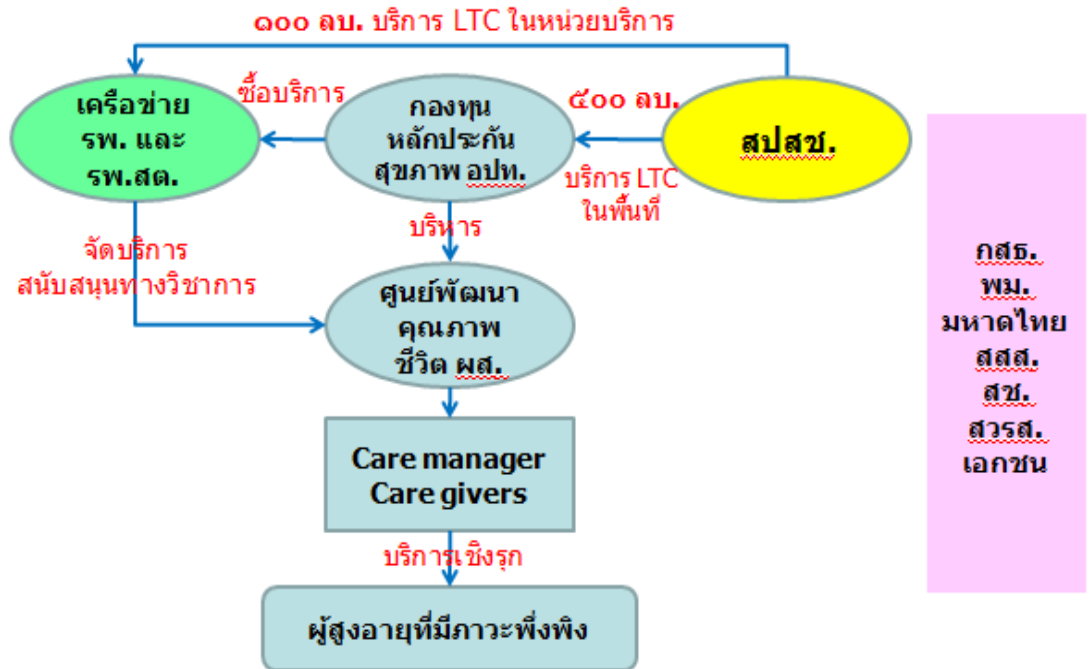 ๑๐๐ ลบ. บริการ LTC ในหน่วยบริการ
เครือข่าย
รพ. และ
รพ.สต.
ซื้อบริการ
กองทุน
หลักประกัน
สุขภาพ อปท.
๕๐๐ ลบ.
บริการ LTC
ในพื้นที่
สปสช.
บริหาร
จัดบริการ
สนับสนุนทางวิชาการ
ศูนย์พัฒนา
คุณภาพ
ชีวิต ผส.
Care manager
Care givers
บริการเชิงรุก
ผู้สูงอายุที่มีภาวะพึ่งพิง
กสธ.
พม.
มหาดไทย
สสส.
สช.
สวรส.
เอกชน